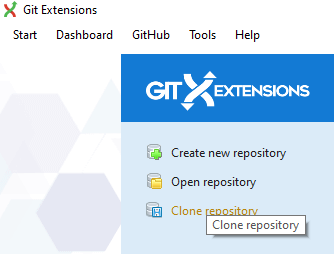 Git Extensions
Start Dashboard GitHub Tools Help
GIT EXTENSIONS
Create new repository
Open repository
Clone repository
Clone repository